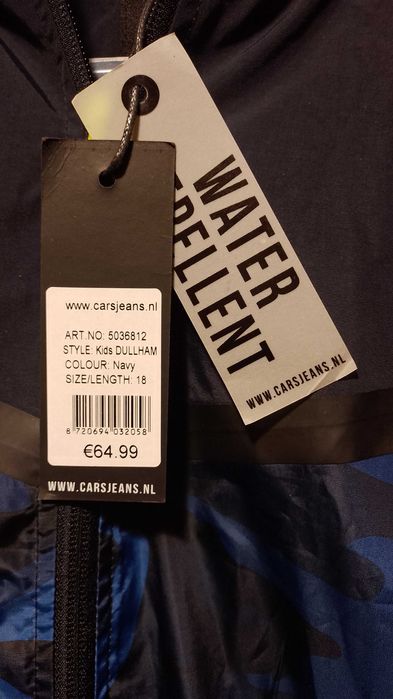 WATER
REPELLENT
WWW.CARSJEANS.NL
www.carsjeans.nl
ART.NO: 5036812
STYLE: Kids DULLHAM
COLOUR: Navy
SIZE/LENGTH: 18
8 720694 032058
€64.99
WWW.CARSJEANS.NL